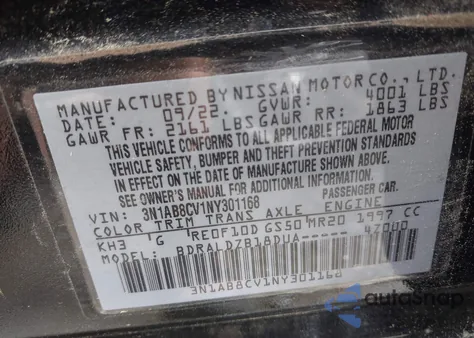 MANUFACTURED BY NISSAN MOTOR CO., LTD.
DATE: 09/22 GVWR: 4001 LBS
GAWR FR: 2161 LBS GAWR RR: 1863 LBS
THIS VEHICLE CONFORMS TO ALL APPLICABLE FEDERAL MOTOR
VEHICLE SAFETY, BUMPER AND THEFT PREVENTION STANDARDS
IN EFFECT ON THE DATE OF MANUFACTURE SHOWN ABOVE.
SEE OWNER'S MANUAL FOR ADDITIONAL INFORMATION.
VIN: 3N1AB8CV1NY301168 PASSENGER CAR.
COLOR TRIM TRANS AXLE ENGINE
KH3 G RE0F10D GS50 MR20 1997 CC
MODEL: BDRALDZB1BDUA----- 47000
3N1AB8CV1NY301168
autoSnap